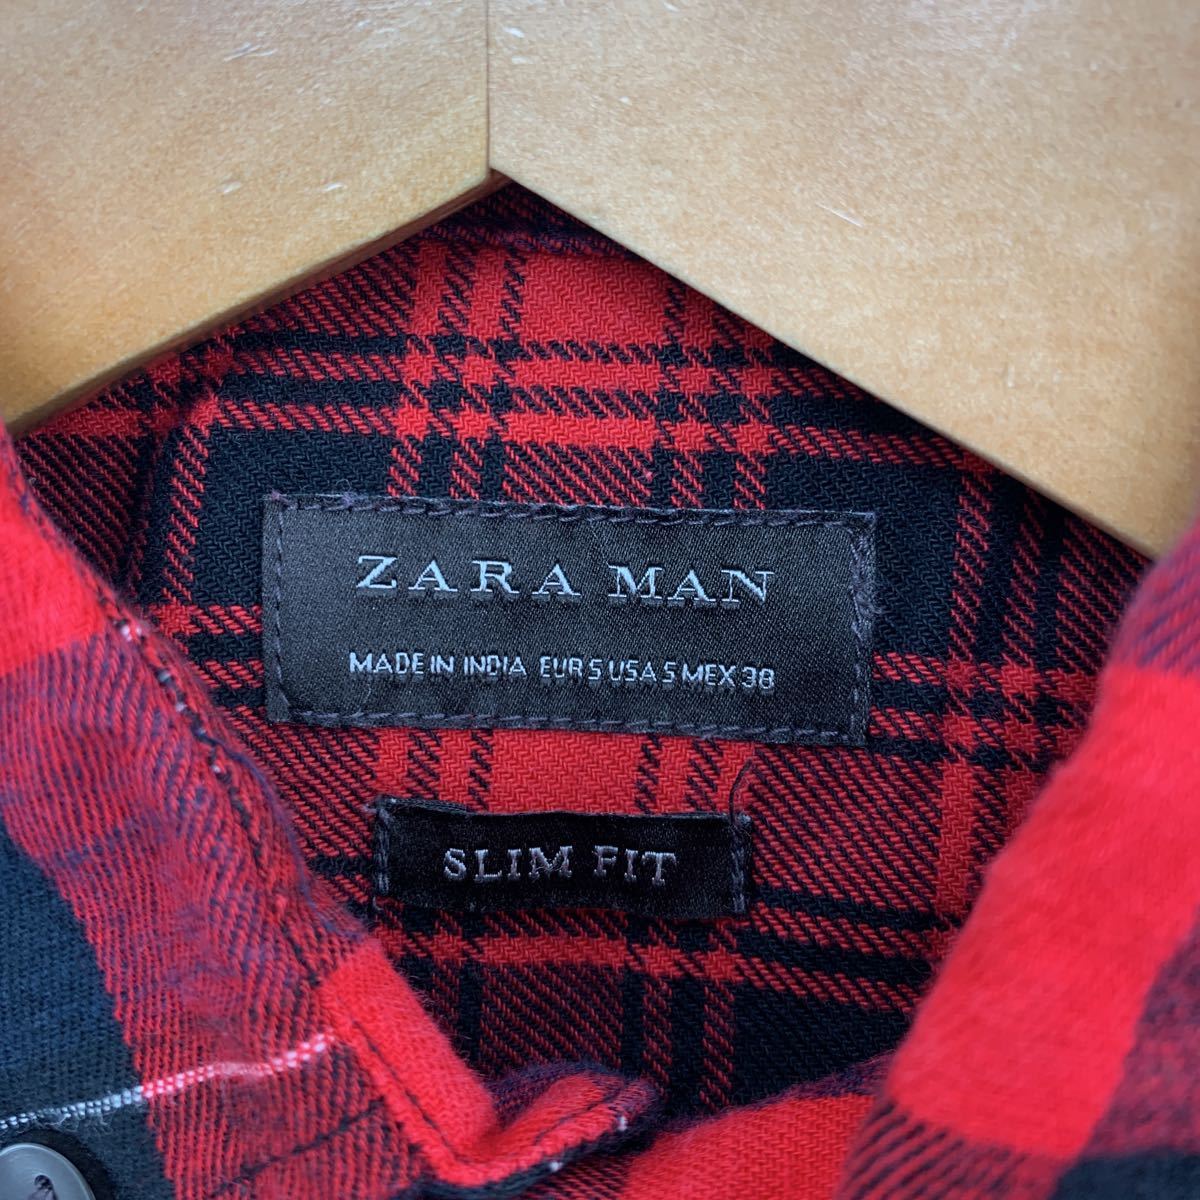 ZARA MAN
MADE IN INDIA EUR S USA S MEX 38
SLIM FIT